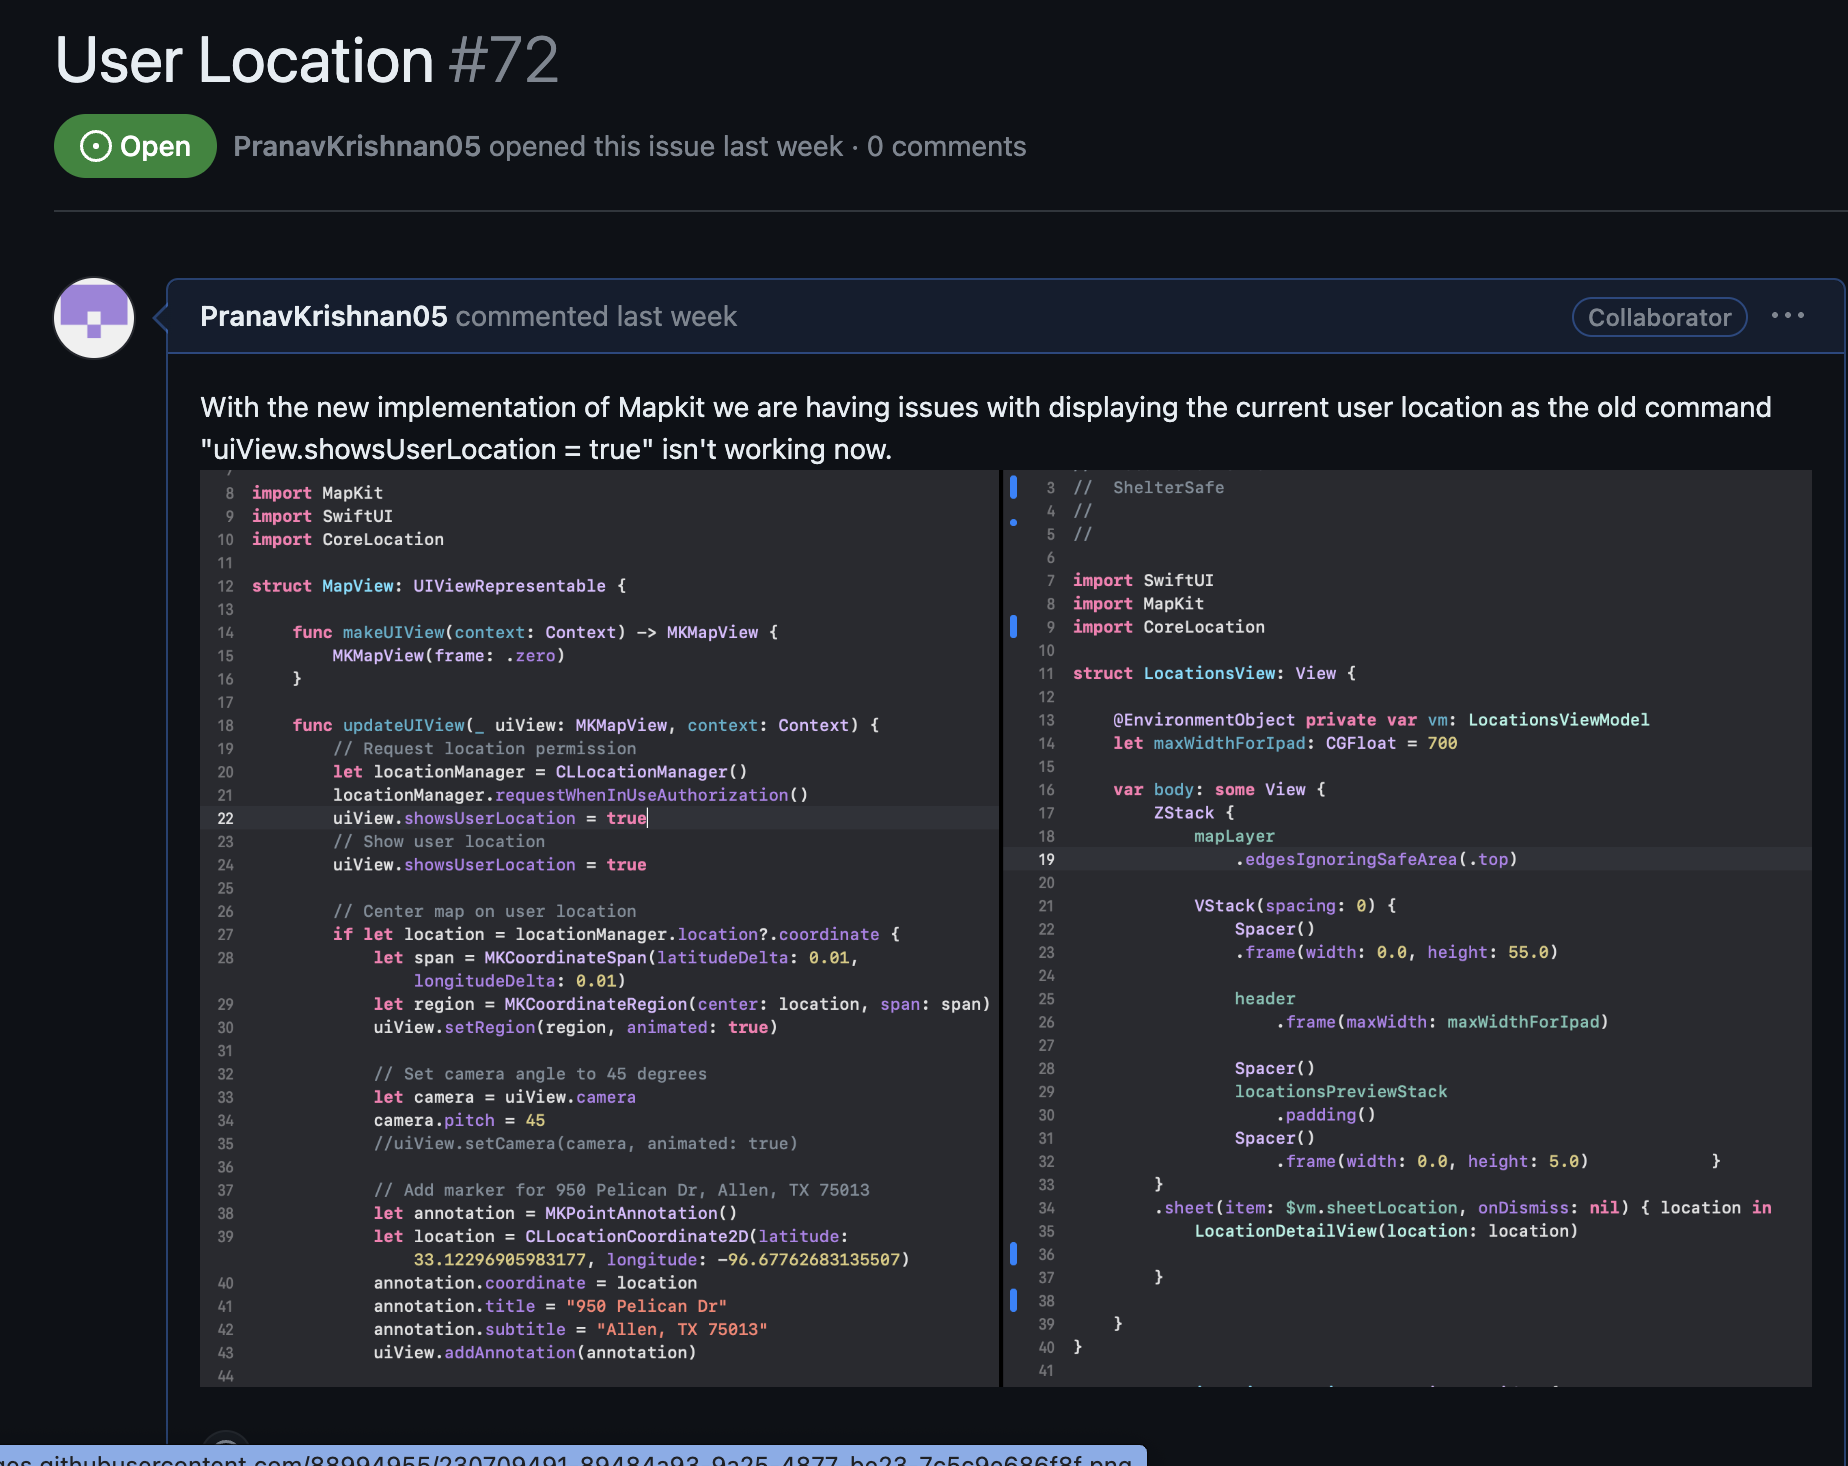 User Location #72
Open
PranavKrishnan05 opened this issue last week · 0 comments
PranavKrishnan05 commented last week
Collaborator
With the new implementation of Mapkit we are having issues with displaying the current user location as the old command
"uiView.showsUserLocation = true" isn't working now.
8 import MapKit
9 import SwiftUI
10 import CoreLocation
11
12 struct MapView: UIViewRepresentable {
13
14 func makeUIView(context: Context) -> MKMapView {
15 MKMapView(frame: .zero)
16 }
17
18 func updateUIView(_ uiView: MKMapView, context: Context) {
19 // Request location permission
20 let locationManager = CLLocationManager()
21 locationManager.requestWhenInUseAuthorization()
22 uiView.showsUserLocation = true
23 // Show user location
24 uiView.showsUserLocation = true
25
26 // Center map on user location
27 if let location = locationManager.location?.coordinate {
28 let span = MKCoordinateSpan(latitudeDelta: 0.01,
longitudeDelta: 0.01)
29 let region = MKCoordinateRegion(center: location, span: span)
30 uiView.setRegion(region, animated: true)
31
32 // Set camera angle to 45 degrees
33 let camera = uiView.camera
34 camera.pitch = 45
35 //uiView.setCamera(camera, animated: true)
36
37 // Add marker for 950 Pelican Dr, Allen, TX 75013
38 let annotation = MKPointAnnotation()
39 let location = CLLocationCoordinate2D(latitude:
33.12296905983177, longitude: -96.67762683135507)
40 annotation.coordinate = location
41 annotation.title = "950 Pelican Dr"
42 annotation.subtitle = "Allen, TX 75013"
43 uiView.addAnnotation(annotation)
44
3 // ShelterSafe
4 //
5 //
6
7 import SwiftUI
8 import MapKit
9 import CoreLocation
10
11 struct LocationsView: View {
12
13 @EnvironmentObject private var vm: LocationsViewModel
14 let maxWidthForIpad: CGFloat = 700
15
16 var body: some View {
17 ZStack {
18 mapLayer
19 .edgesIgnoringSafeArea(.top)
20
21 VStack(spacing: 0) {
22 Spacer()
23 .frame(width: 0.0, height: 55.0)
24
25 header
26 .frame(maxWidth: maxWidthForIpad)
27
28 Spacer()
29 locationsPreviewStack
30 .padding()
31 Spacer()
32 .frame(width: 0.0, height: 5.0) }
33 }
34 .sheet(item: $vm.sheetLocation, onDismiss: nil) { location in
35 LocationDetailView(location: location)
36
37 }
38
39 }
40 }
41